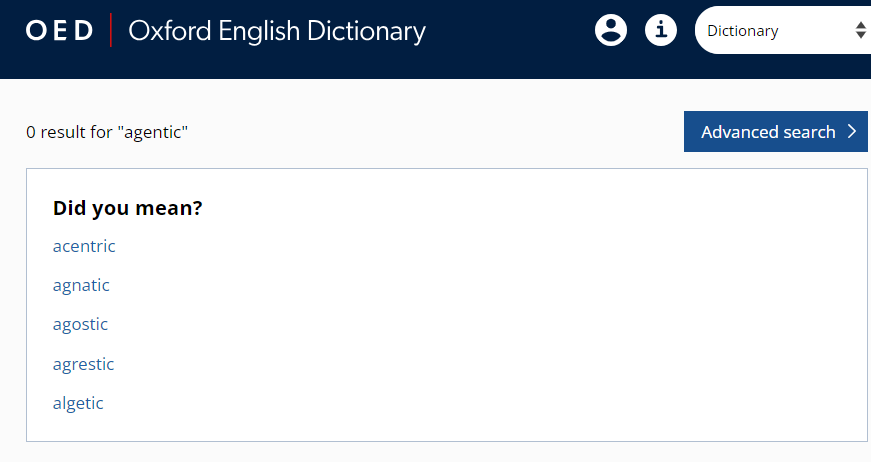 OED | Oxford English Dictionary
Dictionary
0 result for "agentic"
Advanced search
Did you mean?
acentric
agnatic
agostic
agrestic
algetic